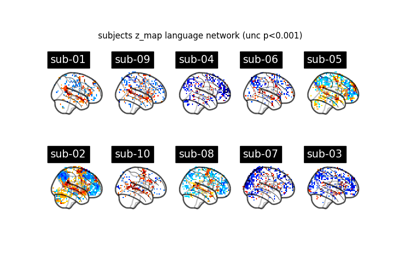 subjects z_map language network (unc p<0.001)
sub-01 sub-09 sub-04 sub-06 sub-05
sub-02 sub-10 sub-08 sub-07 sub-03